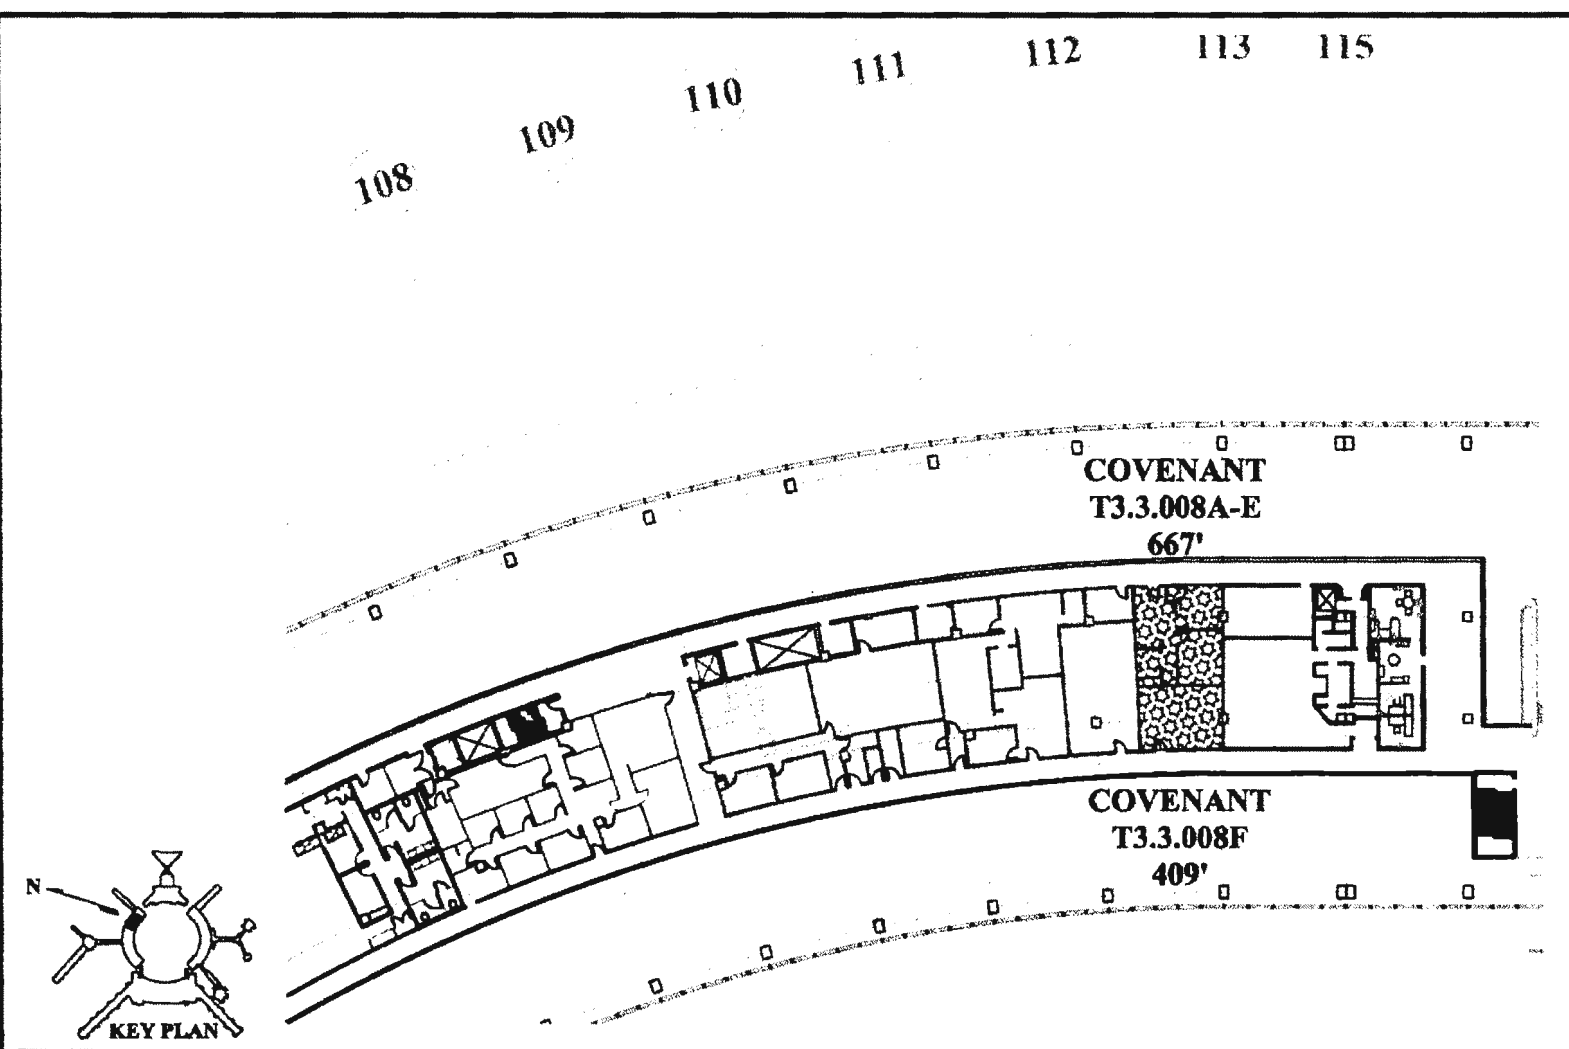 108 109 110 111 112 113 115
COVENANT
T3.3.008A-E
667'
COVENANT
T3.3.008F
409'
N
KEY PLAN